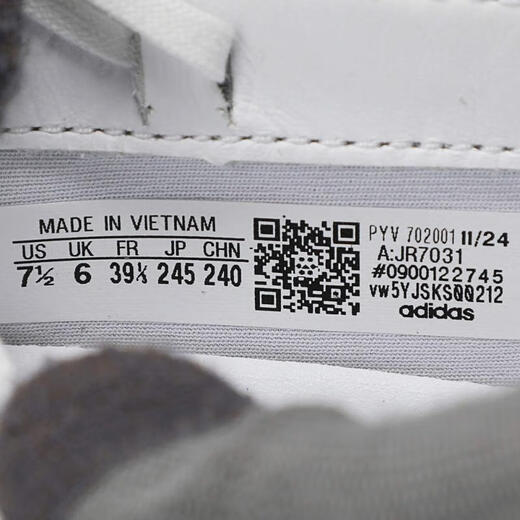 MADE IN VIETNAM
US UK FR JP CHN
7½ 6 39⅓ 245 240
PYV 702001 11/24
A:JR7031
#0900122745
vw5YJSKS00212
adidas